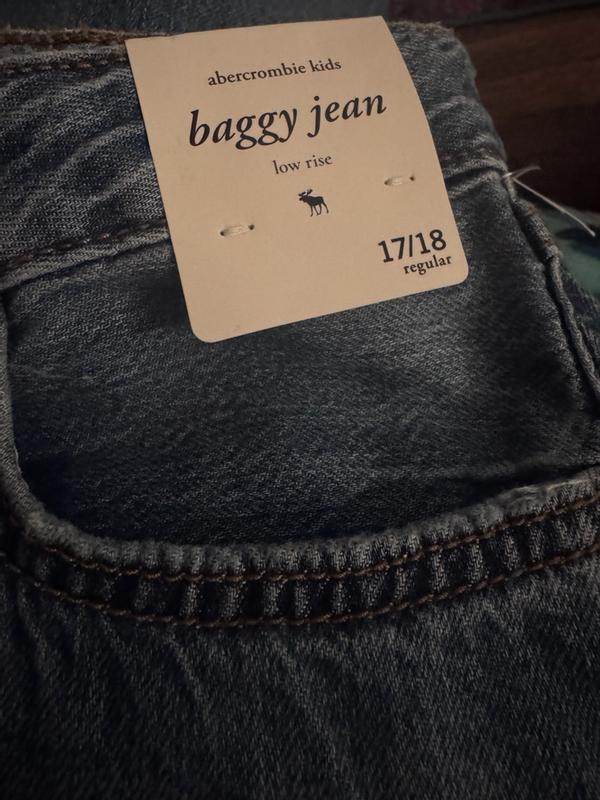 abercrombie kids
baggy jean
low rise
17/18
regular